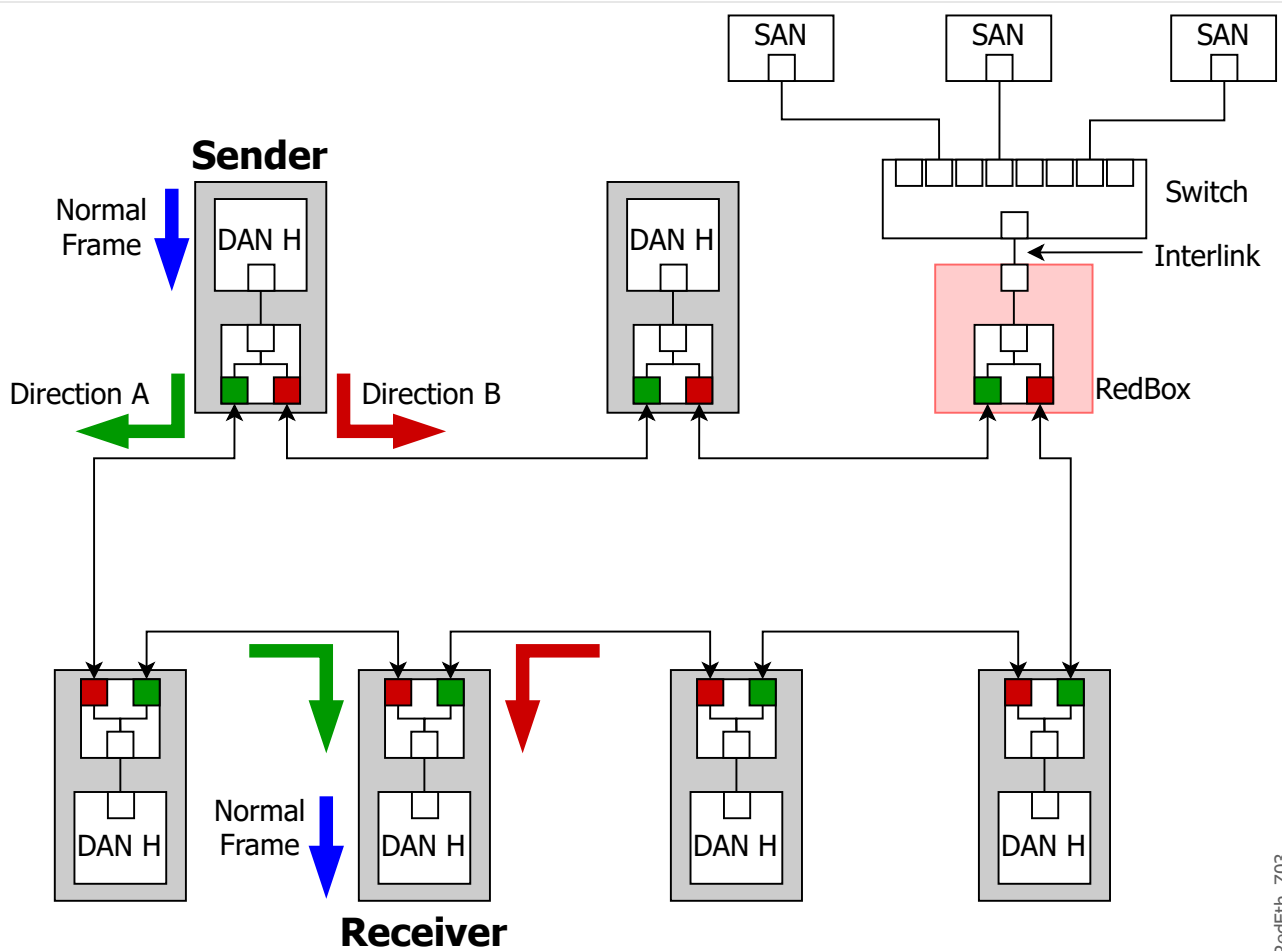 SAN
SAN
SAN
Sender
Normal
Frame
DAN H
DAN H
Switch
Interlink
Direction A
Direction B
RedBox
Normal
Frame
DAN H
DAN H
DAN H
DAN H
Receiver
RedEth_Z03